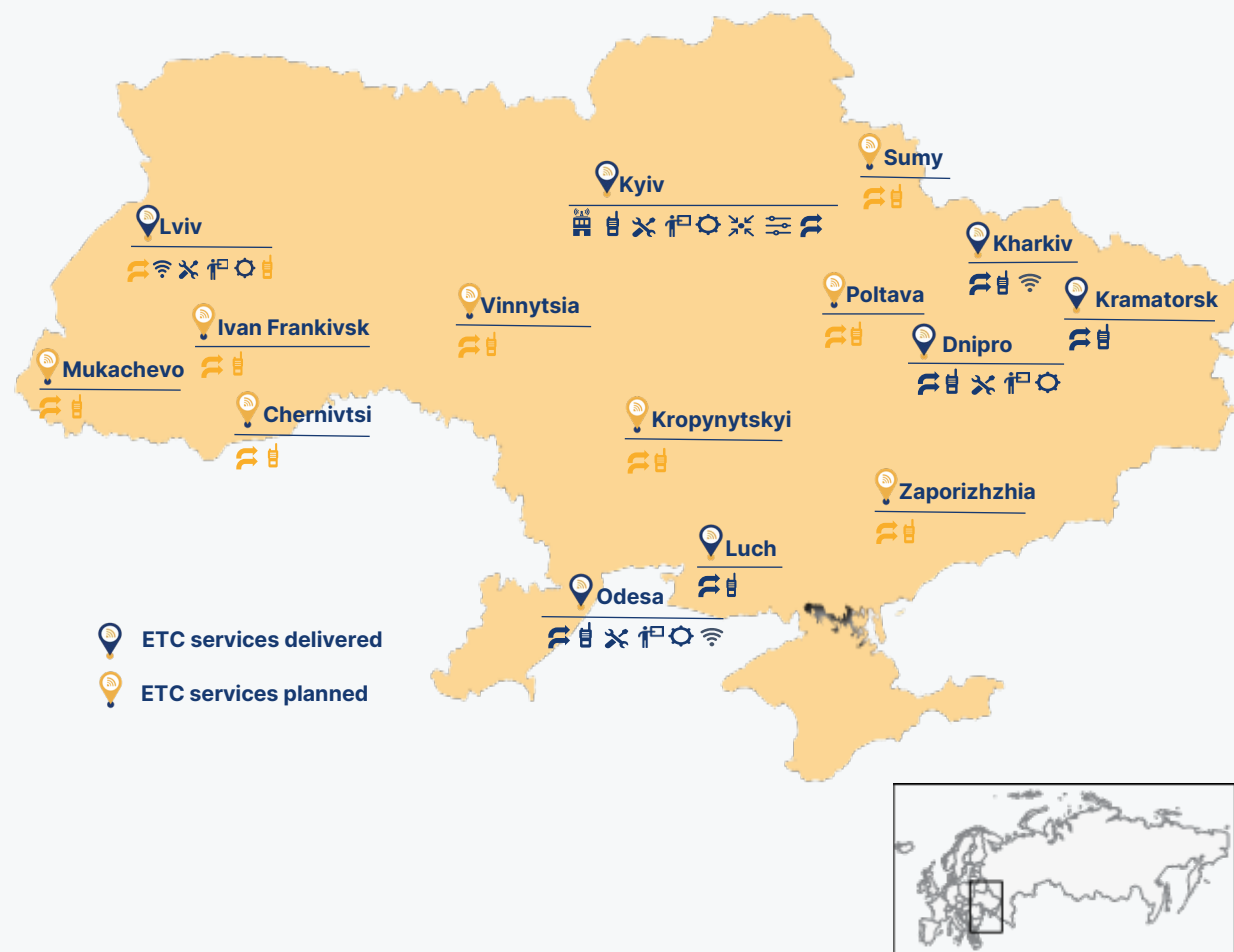 Sumy
Kyiv
Lviv
Kharkiv
Kramatorsk
Poltava
Vinnytsia
Ivan Frankivsk
Dnipro
Mukachevo
Chernivtsi
Kropynytskyi
Zaporizhzhia
Luch
Odesa
ETC services delivered
ETC services planned